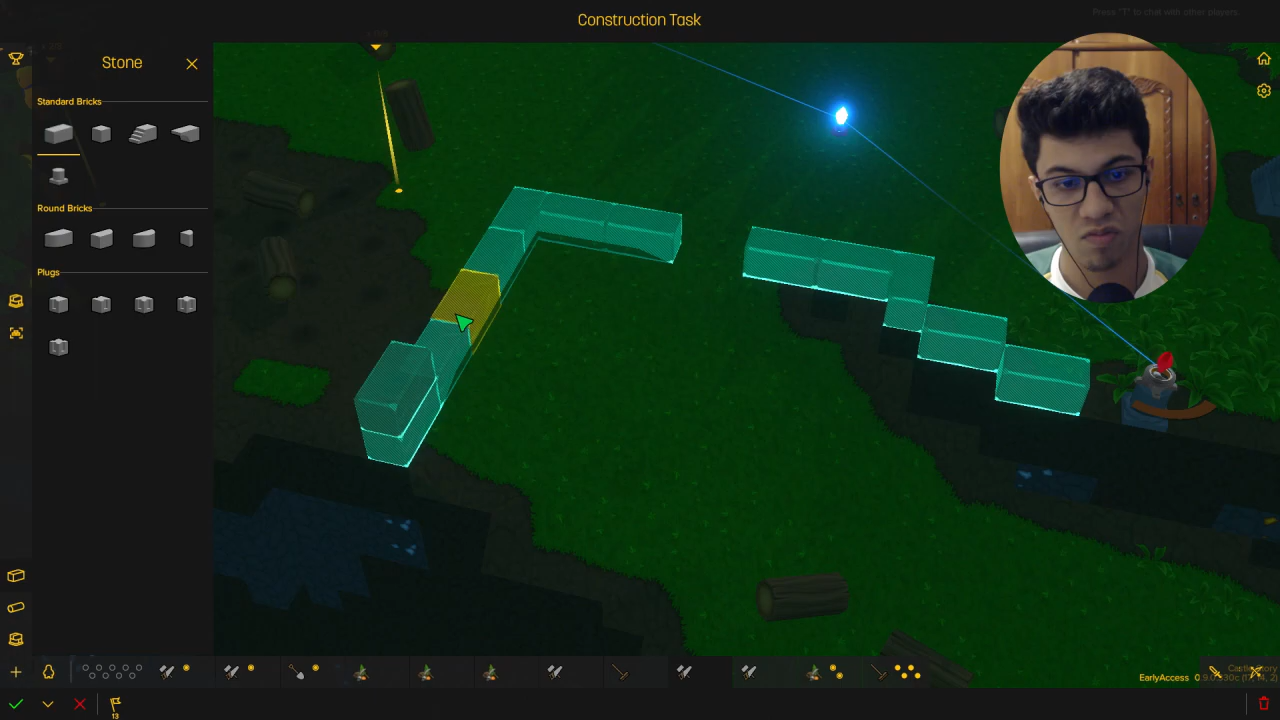 Construction Task
Press "T" to chat with other players.
Stone
Standard Bricks
Round Bricks
Plugs
EarlyAccess
13